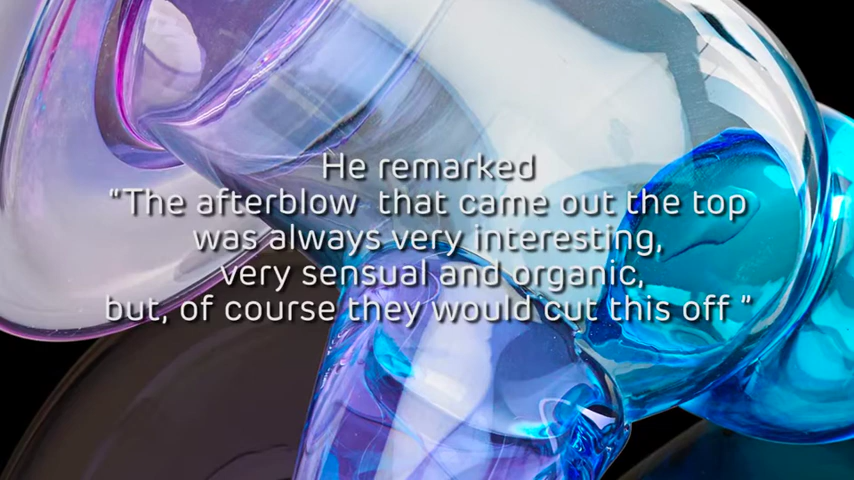 He remarked
“The afterblow  that came out the top
was always very interesting,
very sensual and organic,
but, of course they would cut this off ”